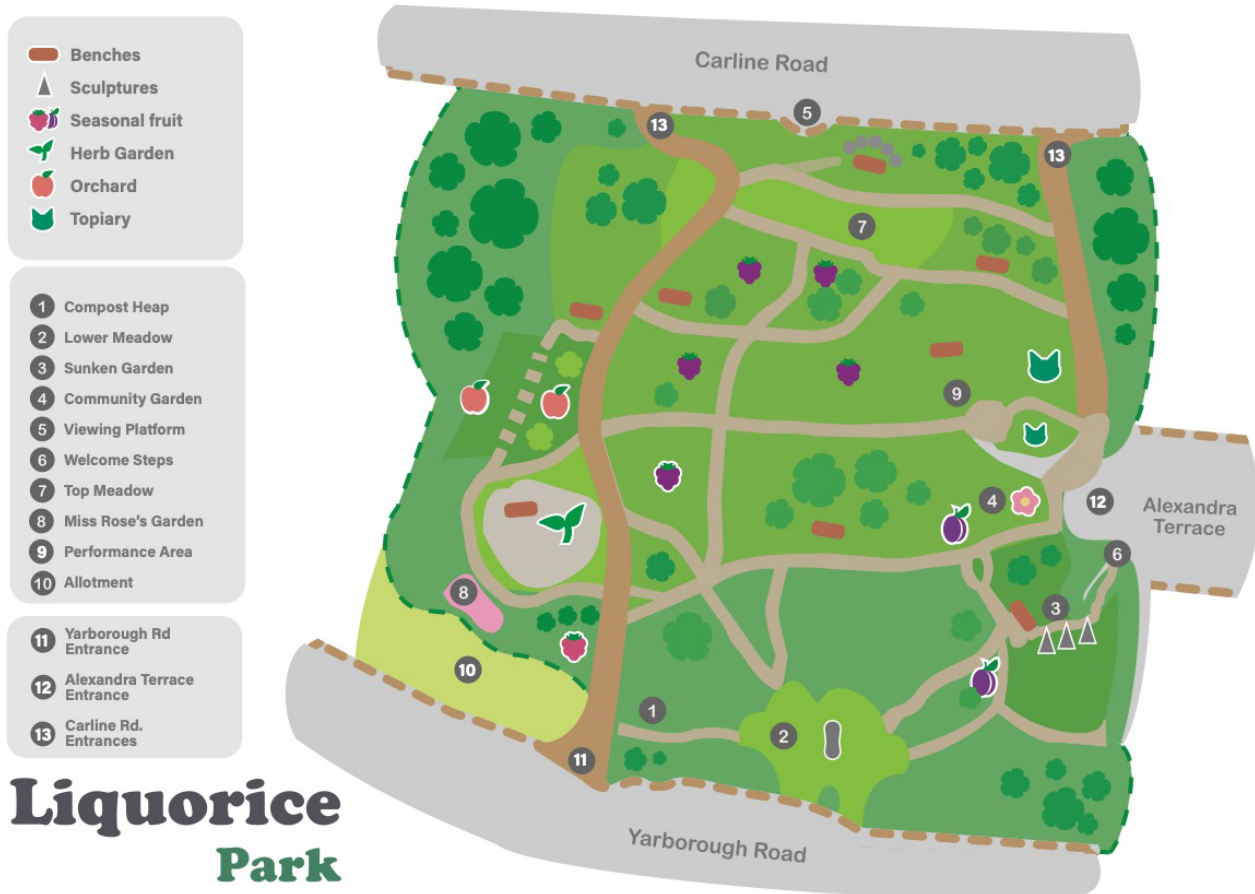 Benches
Sculptures
Seasonal fruit
Herb Garden
Orchard
Topiary
1 Compost Heap
2 Lower Meadow
3 Sunken Garden
4 Community Garden
5 Viewing Platform
6 Welcome Steps
7 Top Meadow
8 Miss Rose's Garden
9 Performance Area
10 Allotment
11 Yarborough Rd
Entrance
12 Alexandra Terrace
Entrance
13 Carline Rd.
Entrances
Liquorice
Park
Carline Road
5
13
13
7
9
4
12
Alexandra
Terrace
6
8
3
10
1
2
11
Yarborough Road